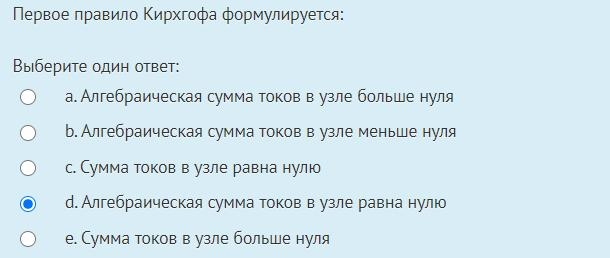 Первое правило Кирхгофа формулируется:
Выберите один ответ:
a. Алгебраическая сумма токов в узле больше нуля
b. Алгебраическая сумма токов в узле меньше нуля
c. Сумма токов в узле равна нулю
d. Алгебраическая сумма токов в узле равна нулю
e. Сумма токов в узле больше нуля